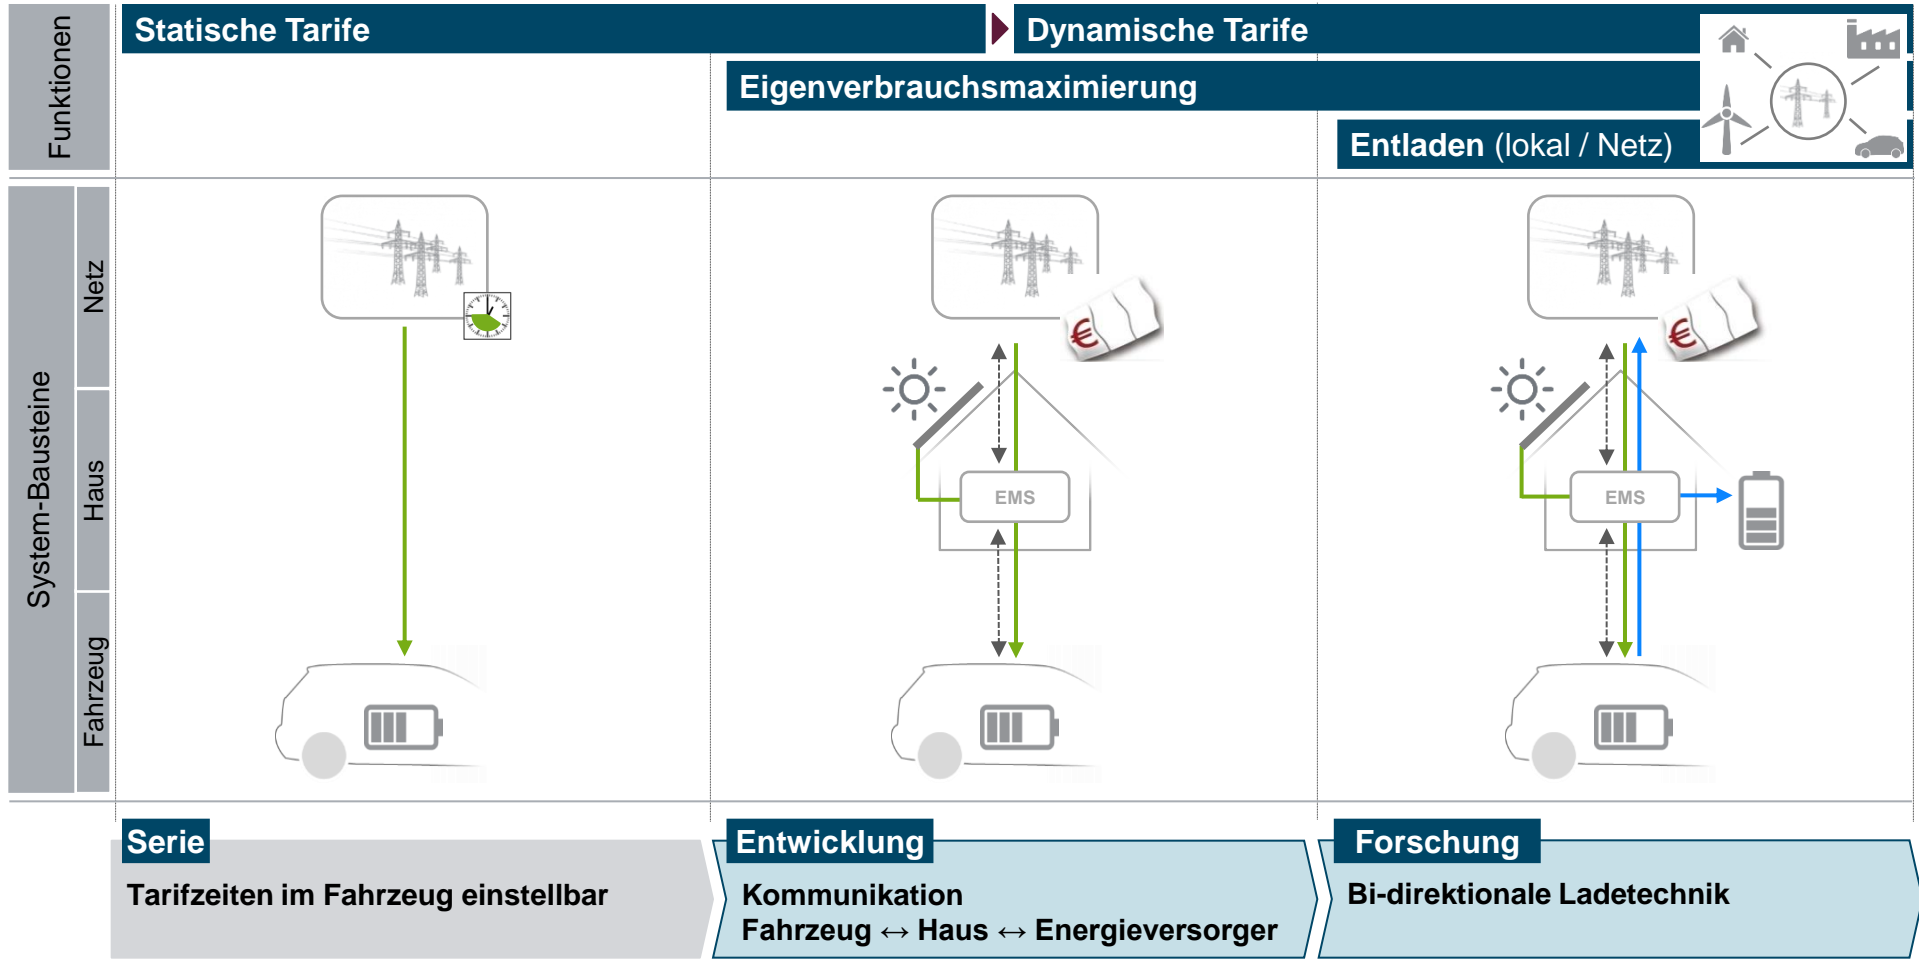 Funktionen
Statische Tarife
Dynamische Tarife
Eigenverbrauchsmaximierung
Entladen (lokal / Netz)
System-Bausteine
Netz
Haus
Fahrzeug
€
€
EMS
EMS
Serie
Tarifzeiten im Fahrzeug einstellbar
Entwicklung
Kommunikation
Fahrzeug ↔ Haus ↔ Energieversorger
Forschung
Bi-direktionale Ladetechnik